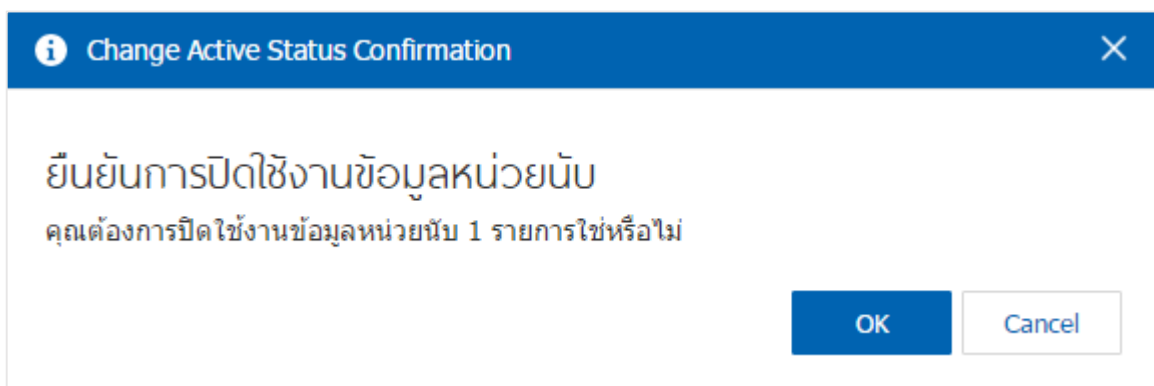 Change Active Status Confirmation
ยืนยันการปิดใช้งานข้อมูลหน่วยนับ
คุณต้องการปิดใช้งานข้อมูลหน่วยนับ 1 รายการใช่หรือไม่
OK Cancel